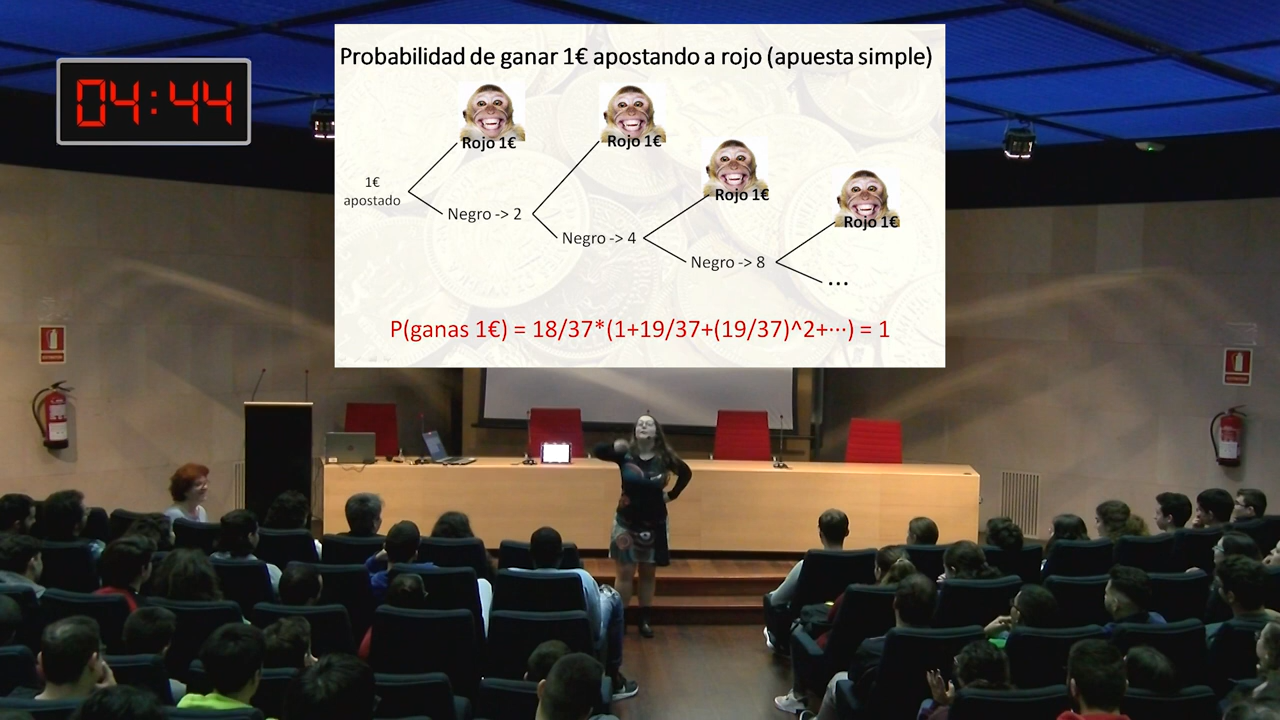 04:44
Probabilidad de ganar 1€ apostando a rojo (apuesta simple)
Rojo 1€
Rojo 1€
1€
apostado
Rojo 1€
Negro -> 2
Rojo 1€
Negro -> 4
Negro -> 8
...
P(ganas 1€) = 18/37*(1+19/37+(19/37)^2+···) = 1